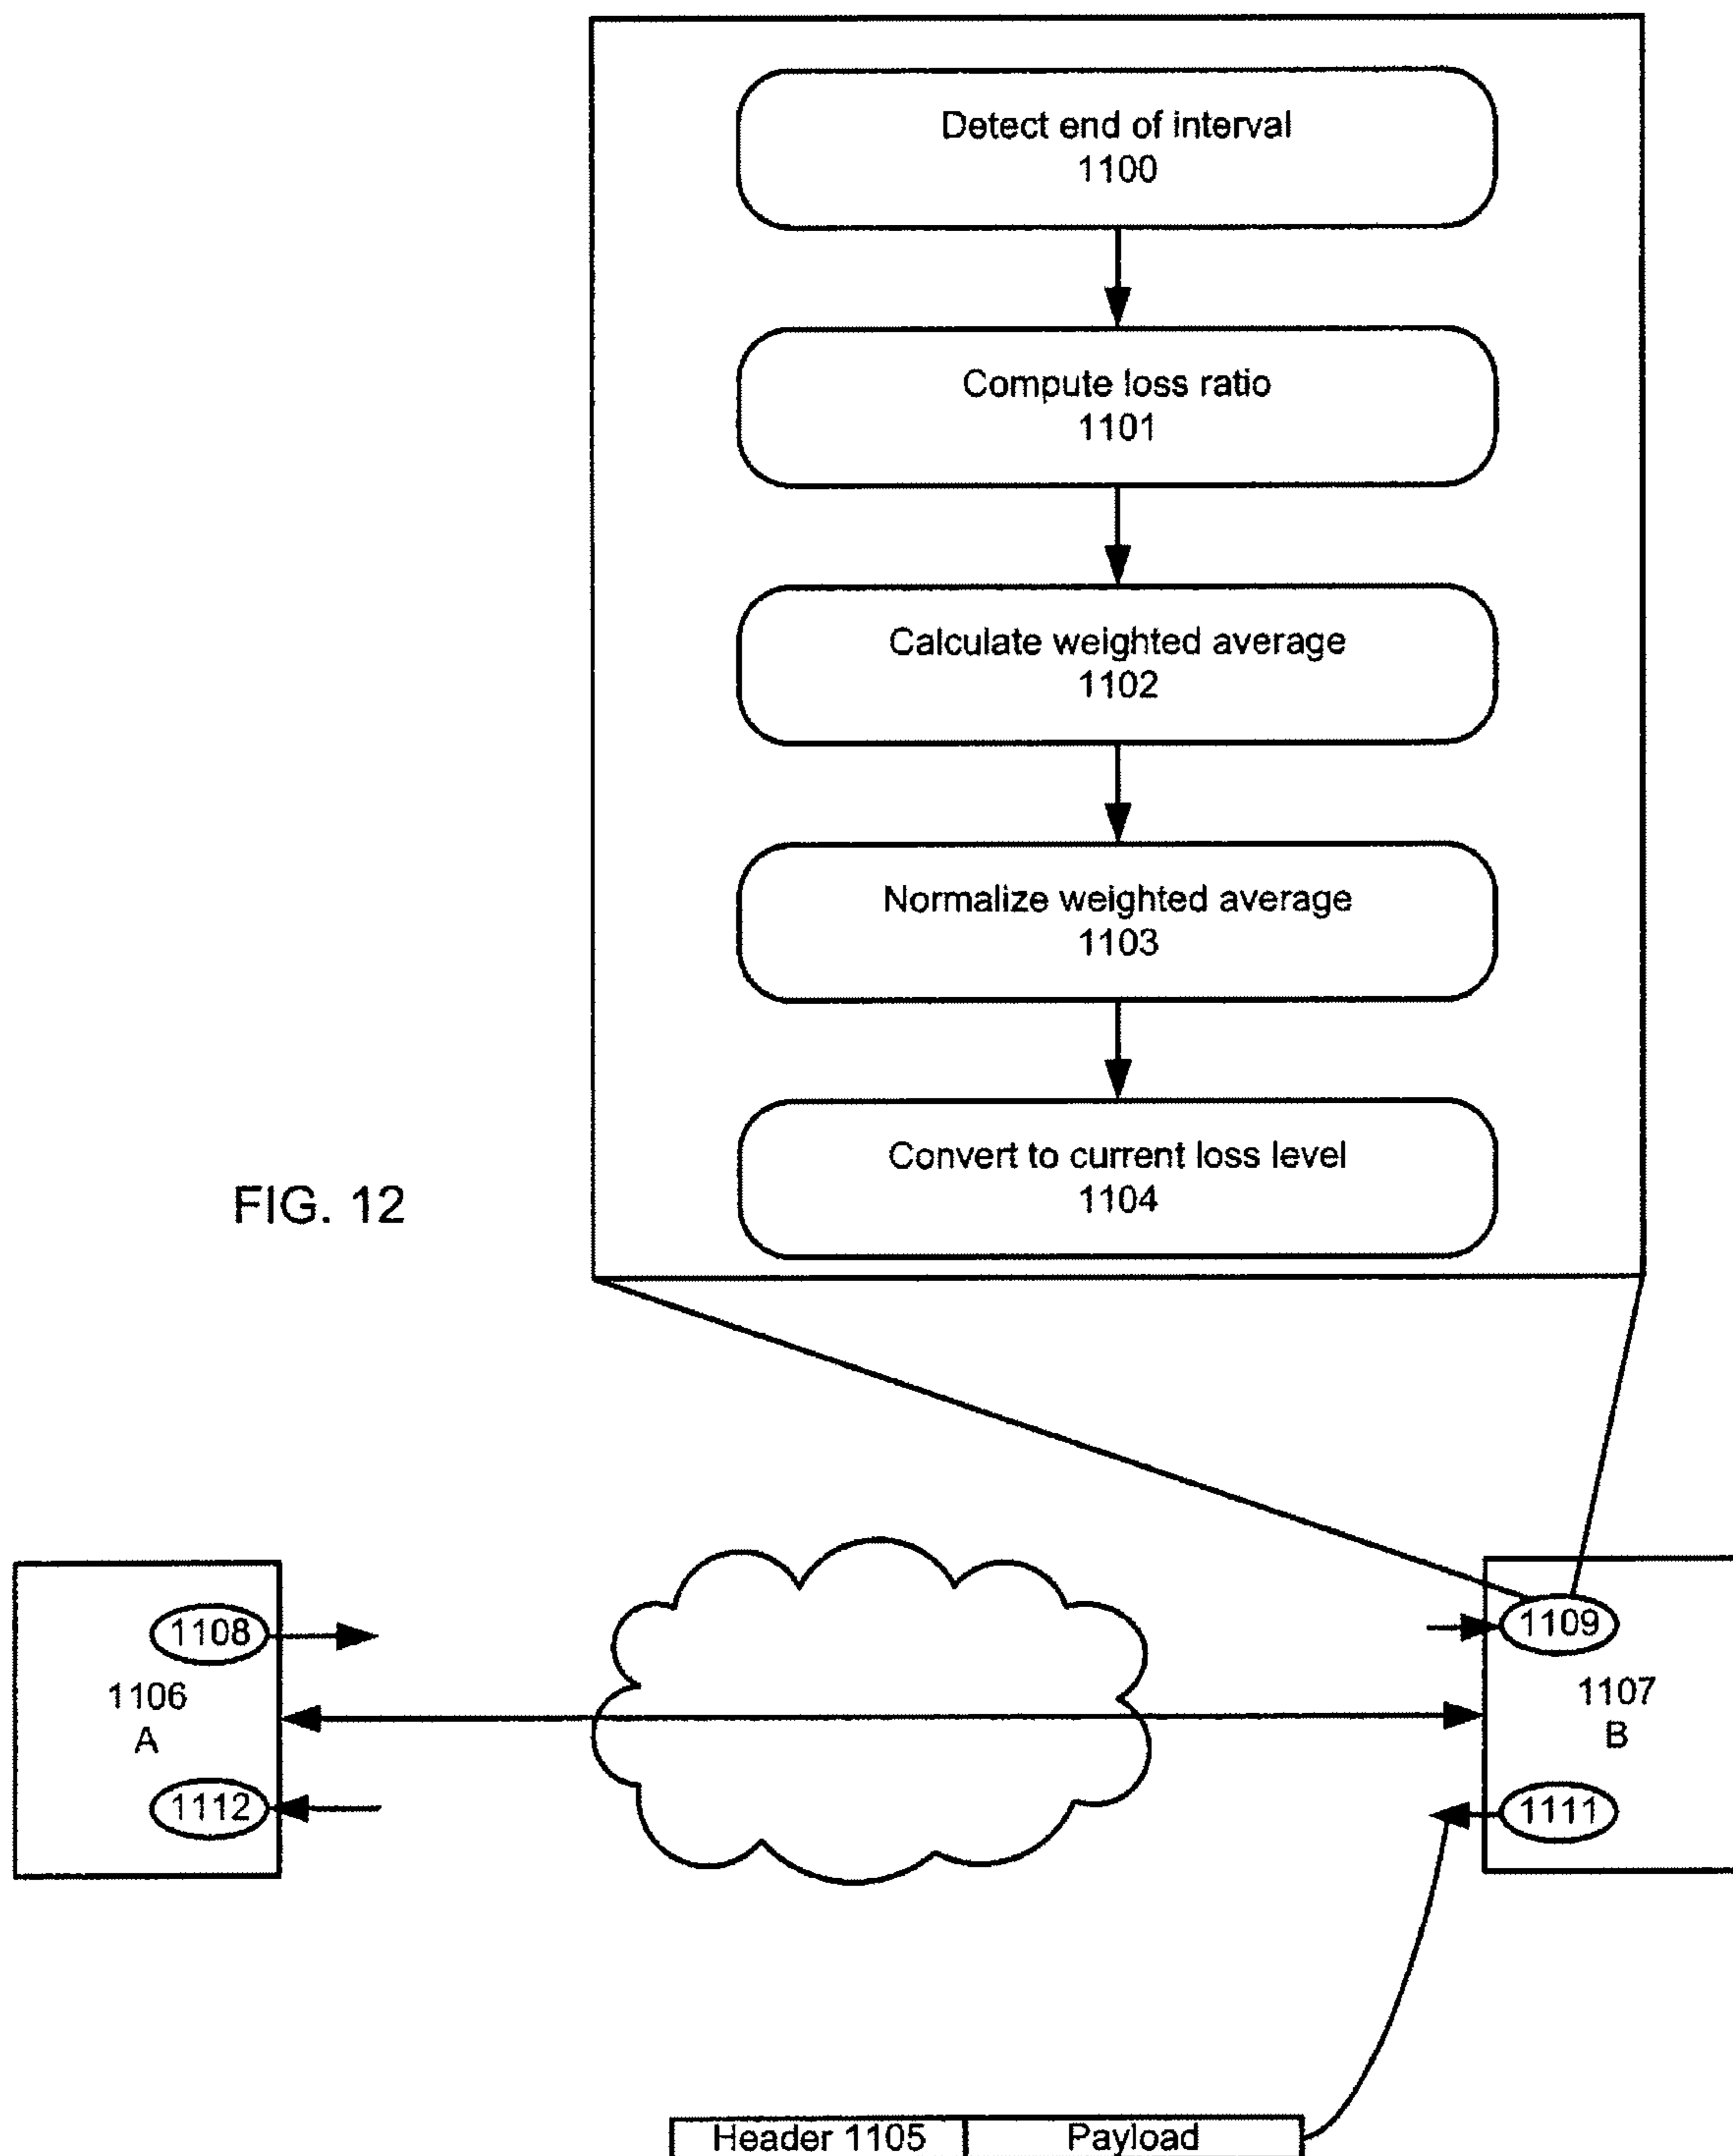 Detect end of interval
1100
Compute loss ratio
1101
Calculate weighted average
1102
Normalize weighted average
1103
Convert to current loss level
1104
FIG. 12
1108
1109
1106
A
1107
B
1112
1111
Header 1105
Payload